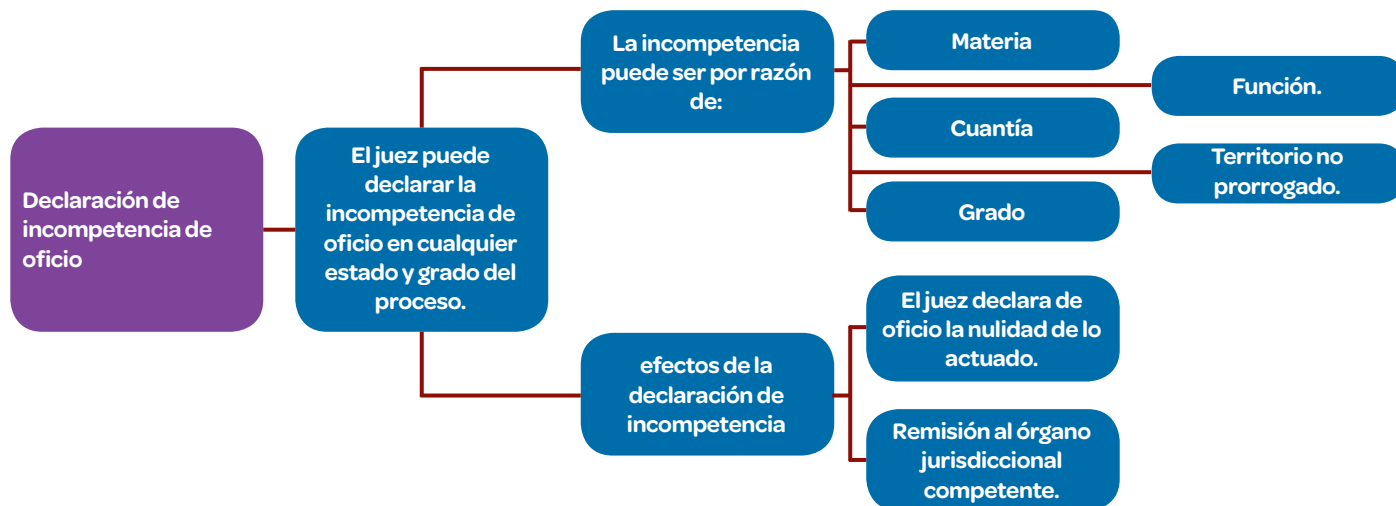 Declaración de
incompetencia de
oficio
El juez puede
declarar la
incompetencia de
oficio en cualquier
estado y grado del
proceso.
La incompetencia
puede ser por razón
de:
Materia
Función.
Cuantía
Territorio no
prorrogado.
Grado
efectos de la
declaración de
incompetencia
El juez declara de
oficio la nulidad de lo
actuado.
Remisión al órgano
jurisdiccional
competente.